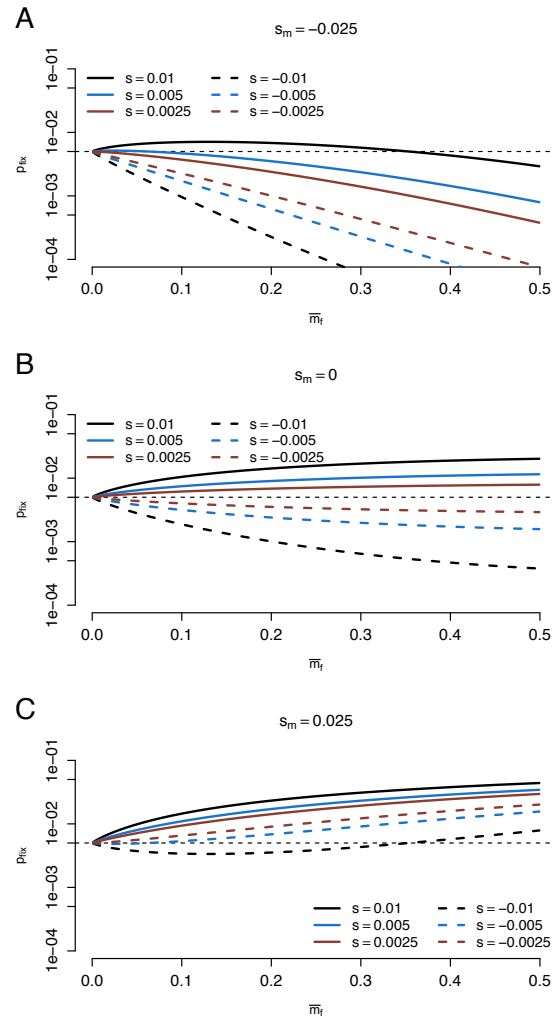 A
s_m = −0.025
s = 0.01 s = −0.01
s = 0.005 s = −0.005
s = 0.0025 s = −0.0025
p_fix
1e−01
1e−02
1e−03
1e−04
0.0 0.1 0.2 0.3 0.4 0.5
m̅_f
B
s_m = 0
s = 0.01 s = −0.01
s = 0.005 s = −0.005
s = 0.0025 s = −0.0025
p_fix
1e−01
1e−02
1e−03
1e−04
0.0 0.1 0.2 0.3 0.4 0.5
m̅_f
C
s_m = 0.025
p_fix
1e−01
1e−02
1e−03
1e−04
s = 0.01 s = −0.01
s = 0.005 s = −0.005
s = 0.0025 s = −0.0025
0.0 0.1 0.2 0.3 0.4 0.5
m̅_f